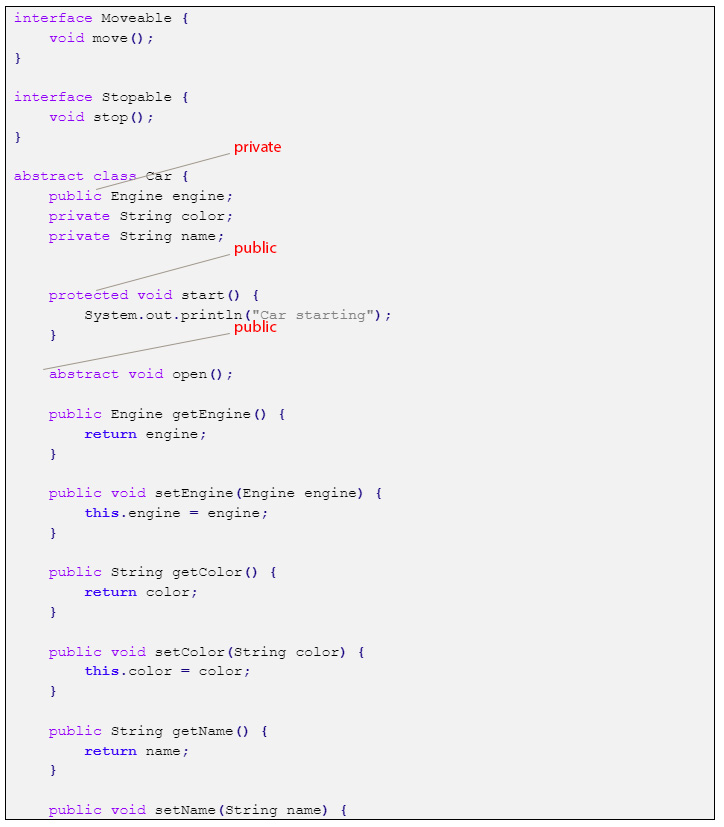 interface Moveable {
    void move();
}

interface Stopable {
    void stop();
}
private
abstract class Car {
    public Engine engine;
    private String color;
    private String name;
public

    protected void start() {
        System.out.println("Car starting");
public
    }

    abstract void open();

    public Engine getEngine() {
        return engine;
    }

    public void setEngine(Engine engine) {
        this.engine = engine;
    }

    public String getColor() {
        return color;
    }

    public void setColor(String color) {
        this.color = color;
    }

    public String getName() {
        return name;
    }

    public void setName(String name) {